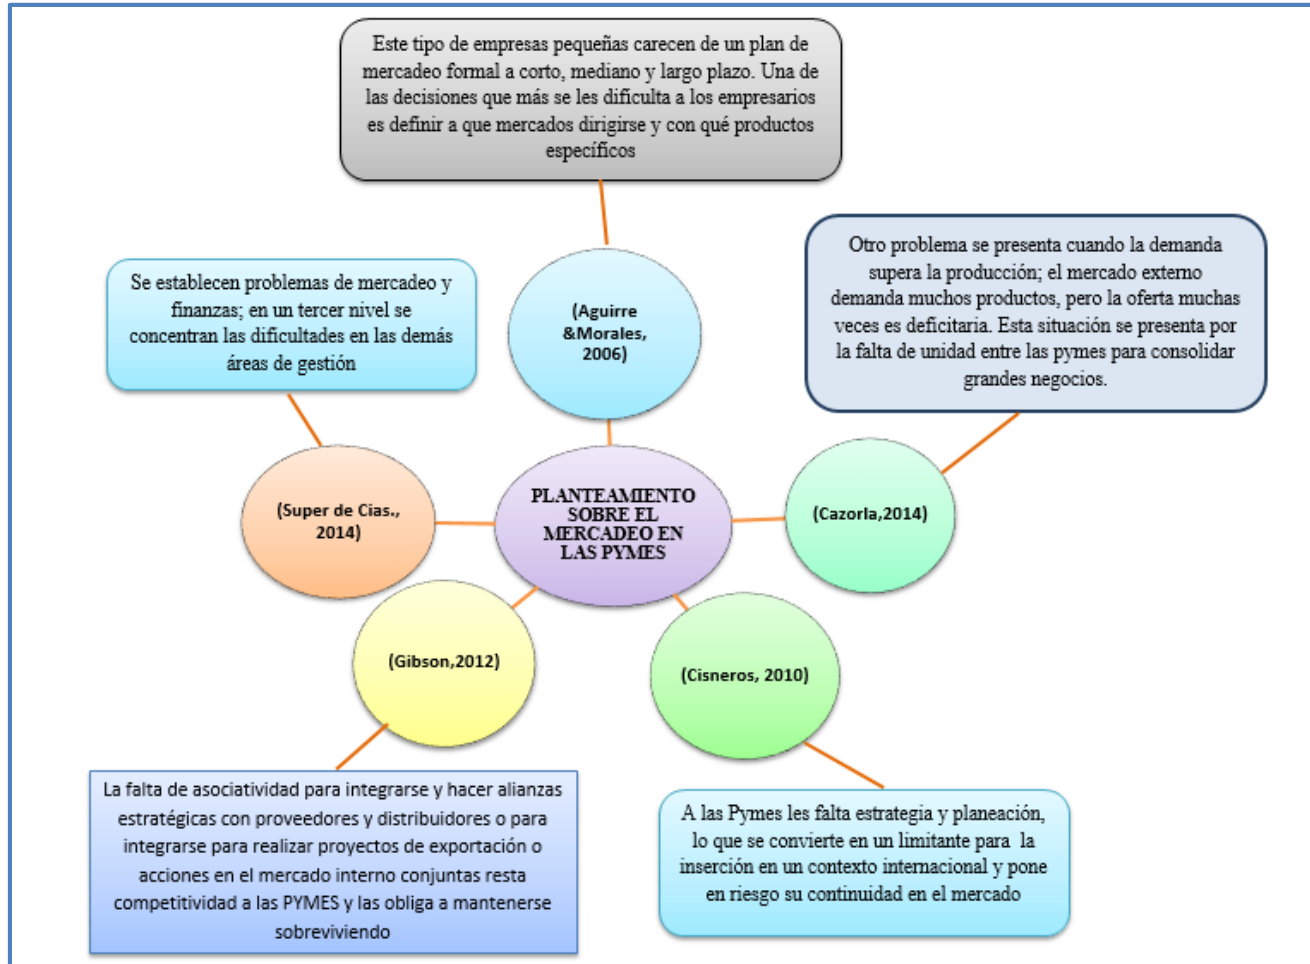 Este tipo de empresas pequeñas carecen de un plan de
mercadeo formal a corto, mediano y largo plazo. Una de
las decisiones que más se les dificulta a los empresarios
es definir a que mercados dirigirse y con qué productos
específicos
Otro problema se presenta cuando la demanda
supera la producción; el mercado externo
demanda muchos productos, pero la oferta muchas
veces es deficitaria. Esta situación se presenta por
la falta de unidad entre las pymes para consolidar
grandes negocios.
Se establecen problemas de mercadeo y
finanzas; en un tercer nivel se
concentran las dificultades en las demás
áreas de gestión
(Aguirre
&Morales,
2006)
(Super de Cias.,
2014)
PLANTEAMIENTO
SOBRE EL
MERCADEO EN
LAS PYMES
(Cazorla,2014)
(Gibson,2012)
(Cisneros, 2010)
La falta de asociatividad para integrarse y hacer alianzas
estratégicas con proveedores y distribuidores o para
integrarse para realizar proyectos de exportación o
acciones en el mercado interno conjuntas resta
competitividad a las PYMES y las obliga a mantenerse
sobreviviendo
A las Pymes les falta estrategia y planeación,
lo que se convierte en un limitante para la
inserción en un contexto internacional y pone
en riesgo su continuidad en el mercado